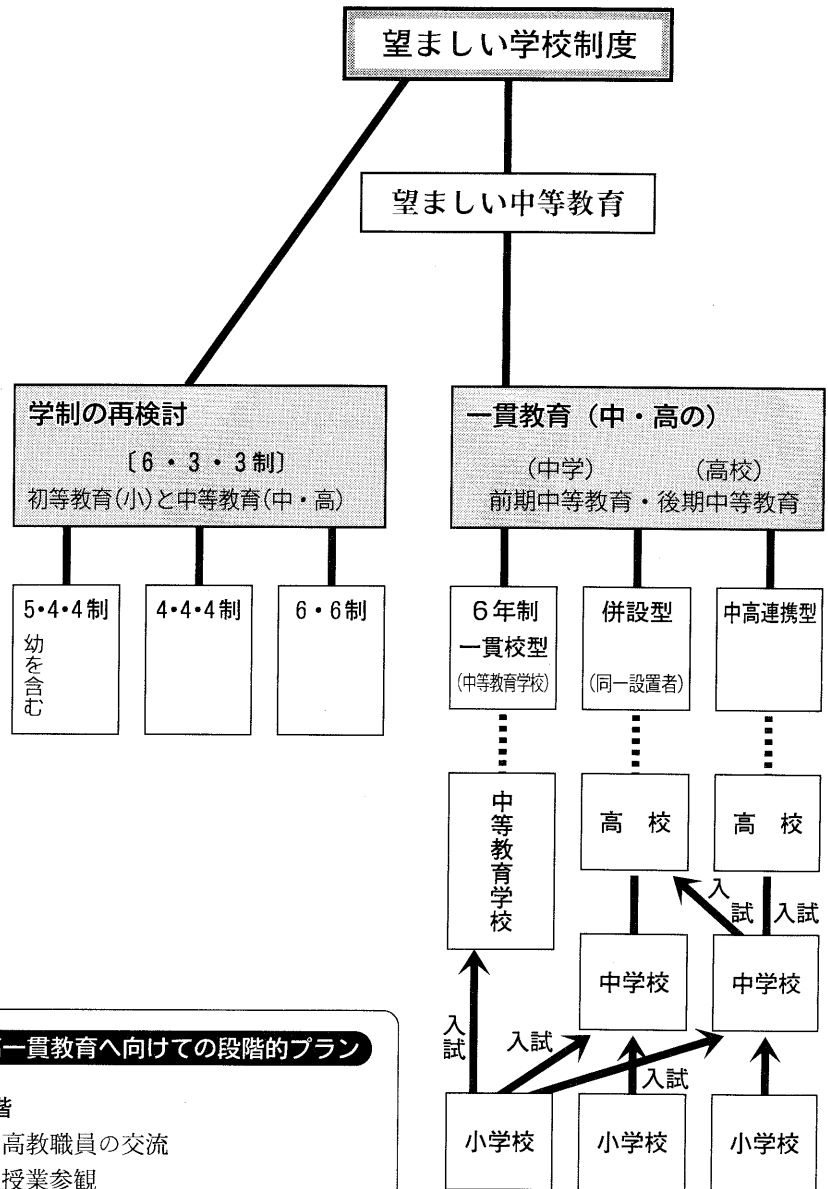 望ましい学校制度
望ましい中等教育
学制の再検討
〔6・3・3制〕
初等教育(小)と中等教育(中・高)
5・4・4制
幼を含む
4・4・4制
6・6制
一貫教育（中・高の）
（中学）　（高校）
前期中等教育・後期中等教育
6年制
一貫校型
(中等教育学校)
併設型
(同一設置者)
中高連携型
中等教育学校
高　校
高　校
入試
入試
中学校
中学校
入試
入試
入試
小学校
小学校
小学校
一貫教育へ向けての段階的プラン
階
高教職員の交流
授業参観